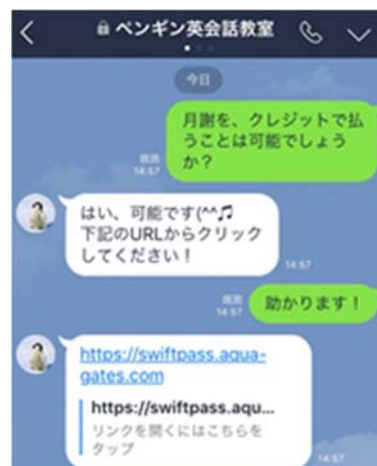 ペンギン英会話教室
今日
月謝を、クレジットで払
うことは可能でしょう
か?
既読
14:57
はい、可能です(^^♫
下記のURLからクリック
してください！
14:57
既読
14:57
助かります！
https://swiftpass.aqua-
gates.com
https://swiftpass.aqu...
リンクを開くにはこちらを
タップ
14:57